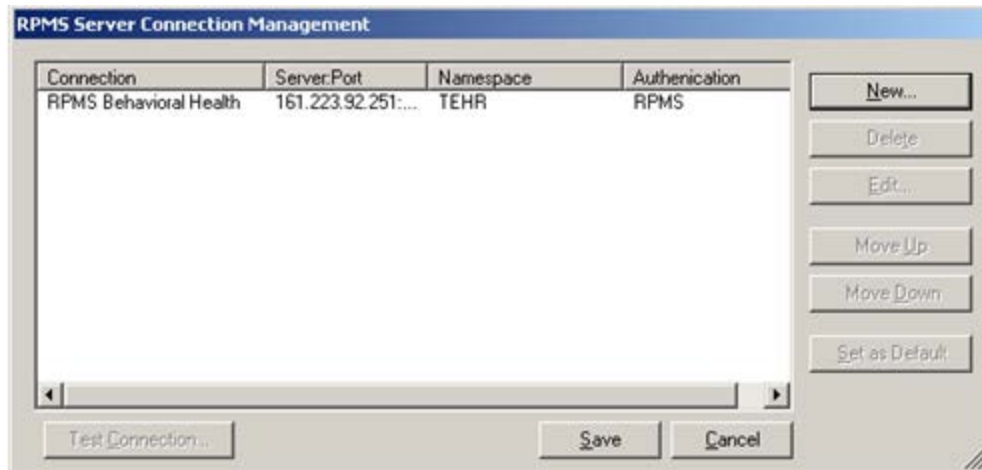 RPMS Server Connection Management
Connection Server:Port Namespace Authenication
RPMS Behavioral Health 161.223.92.251:... TEHR RPMS
New...
Delete
Edit...
Move Up
Move Down
Set as Default
Test Connection...
Save
Cancel